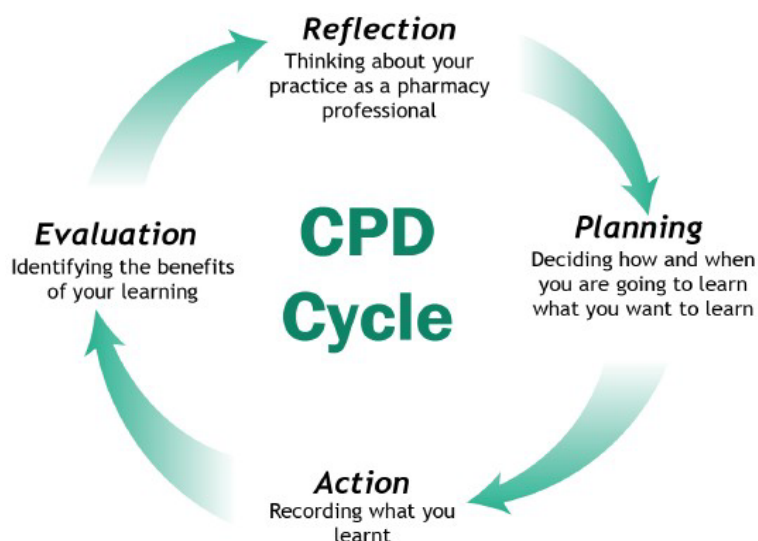 Reflection
Thinking about your
practice as a pharmacy
professional
Planning
Deciding how and when
you are going to learn
what you want to learn
Action
Recording what you
learnt
Evaluation
Identifying the benefits
of your learning
CPD
Cycle